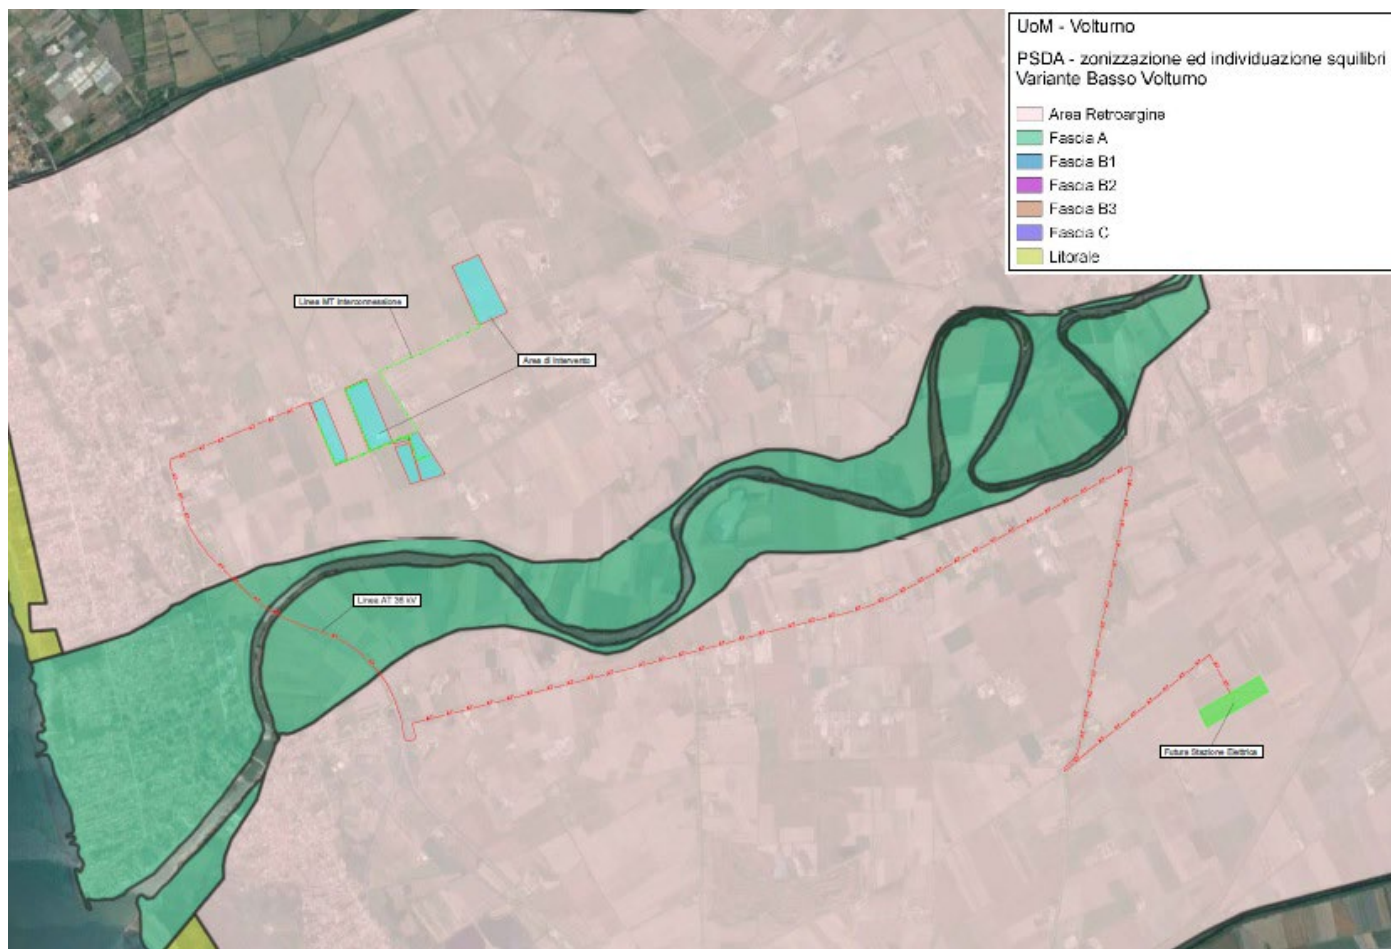 UoM - Volturno
PSDA - zonizzazione ed individuazione squilibri
Variante Basso Volturno
Area Retroargine
Fascia A
Fascia B1
Fascia B2
Fascia B3
Fascia C
Litorale
Linea MT Interconnessione
Area di Intervento
Linea AT 36 kV
Futura Stazione Elettrica